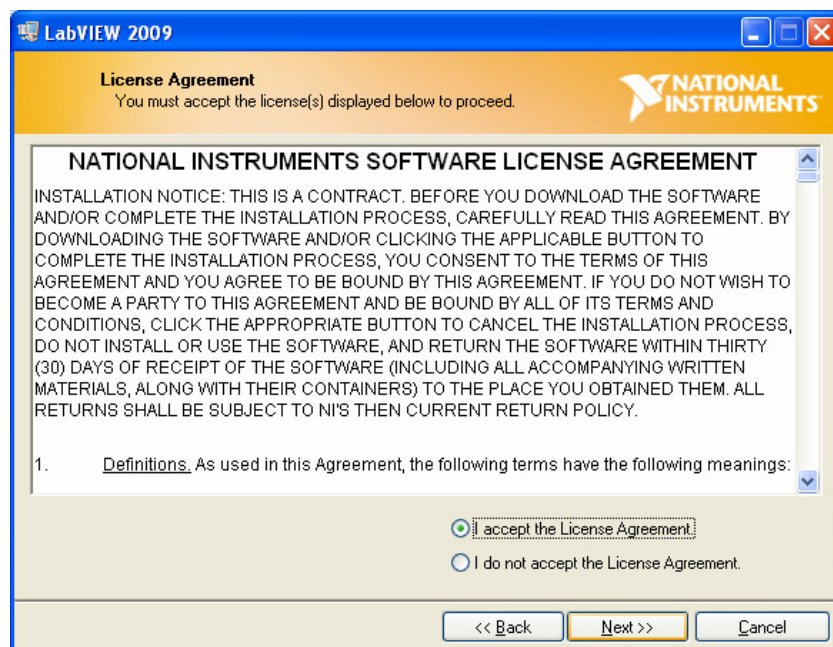 LabVIEW 2009
License Agreement
You must accept the license(s) displayed below to proceed.
NATIONAL
INSTRUMENTS™
NATIONAL INSTRUMENTS SOFTWARE LICENSE AGREEMENT
INSTALLATION NOTICE: THIS IS A CONTRACT. BEFORE YOU DOWNLOAD THE SOFTWARE
AND/OR COMPLETE THE INSTALLATION PROCESS, CAREFULLY READ THIS AGREEMENT. BY
DOWNLOADING THE SOFTWARE AND/OR CLICKING THE APPLICABLE BUTTON TO
COMPLETE THE INSTALLATION PROCESS, YOU CONSENT TO THE TERMS OF THIS
AGREEMENT AND YOU AGREE TO BE BOUND BY THIS AGREEMENT. IF YOU DO NOT WISH TO
BECOME A PARTY TO THIS AGREEMENT AND BE BOUND BY ALL OF ITS TERMS AND
CONDITIONS, CLICK THE APPROPRIATE BUTTON TO CANCEL THE INSTALLATION PROCESS,
DO NOT INSTALL OR USE THE SOFTWARE, AND RETURN THE SOFTWARE WITHIN THIRTY
(30) DAYS OF RECEIPT OF THE SOFTWARE (INCLUDING ALL ACCOMPANYING WRITTEN
MATERIALS, ALONG WITH THEIR CONTAINERS) TO THE PLACE YOU OBTAINED THEM. ALL
RETURNS SHALL BE SUBJECT TO NI'S THEN CURRENT RETURN POLICY.
1. Definitions. As used in this Agreement, the following terms have the following meanings:
I accept the License Agreement.
I do not accept the License Agreement.
<< Back
Next >>
Cancel